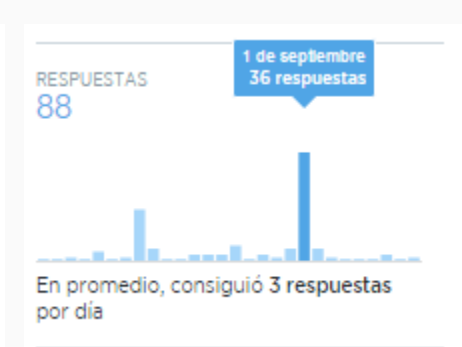 1 de septiembre
36 respuestas
RESPUESTAS
88
En promedio, consiguió 3 respuestas
por día